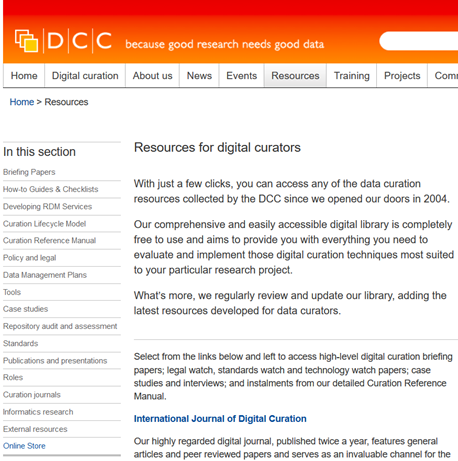 D|C|C because good research needs good data
Home Digital curation About us News Events Resources Training Projects
Home > Resources
In this section
Briefing Papers
How-to Guides & Checklists
Developing RDM Services
Curation Lifecycle Model
Curation Reference Manual
Policy and legal
Data Management Plans
Tools
Case studies
Repository audit and assessment
Standards
Publications and presentations
Roles
Curation journals
Informatics research
External resources
Online Store
Resources for digital curators
With just a few clicks, you can access any of the data curation
resources collected by the DCC since we opened our doors in 2004.
Our comprehensive and easily accessible digital library is completely
free to use and aims to provide you with everything you need to
evaluate and implement those digital curation techniques most suited
to your particular research project.
What's more, we regularly review and update our library, adding the
latest resources developed for data curators.
Select from the links below and left to access high-level digital curation briefing
papers; legal watch, standards watch and technology watch papers; case
studies and interviews; and instalments from our detailed Curation Reference
Manual.
International Journal of Digital Curation
Our highly regarded digital journal, published twice a year, features general
articles and peer reviewed papers and serves as an invaluable channel for the